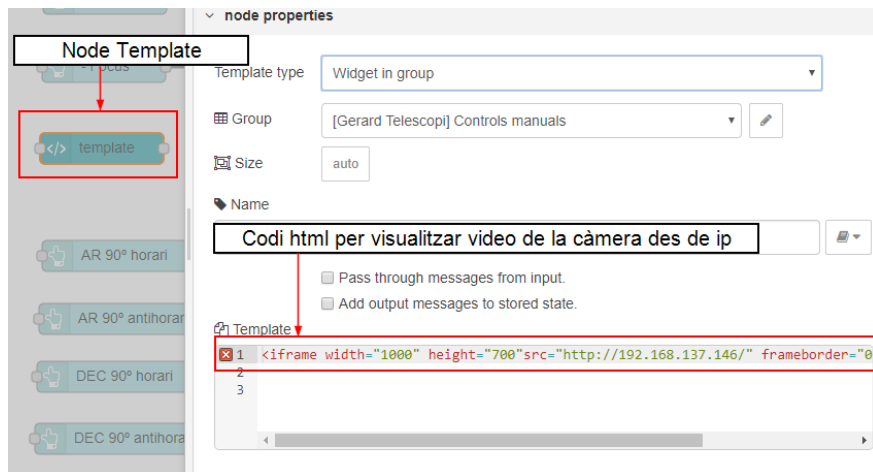 node properties
Node Template
- Focus
Template type
Widget in group
Group
[Gerard Telescopi] Controls manuals
</> template
Size
auto
Name
Codi html per visualitzar video de la càmera des de ip
AR 90º horari
Pass through messages from input.
Add output messages to stored state.
AR 90º antihorar
Template
1 <iframe width="1000" height="700"src="http://192.168.137.146/" frameborder="0
2
DEC 90º horari
3
DEC 90º antihora